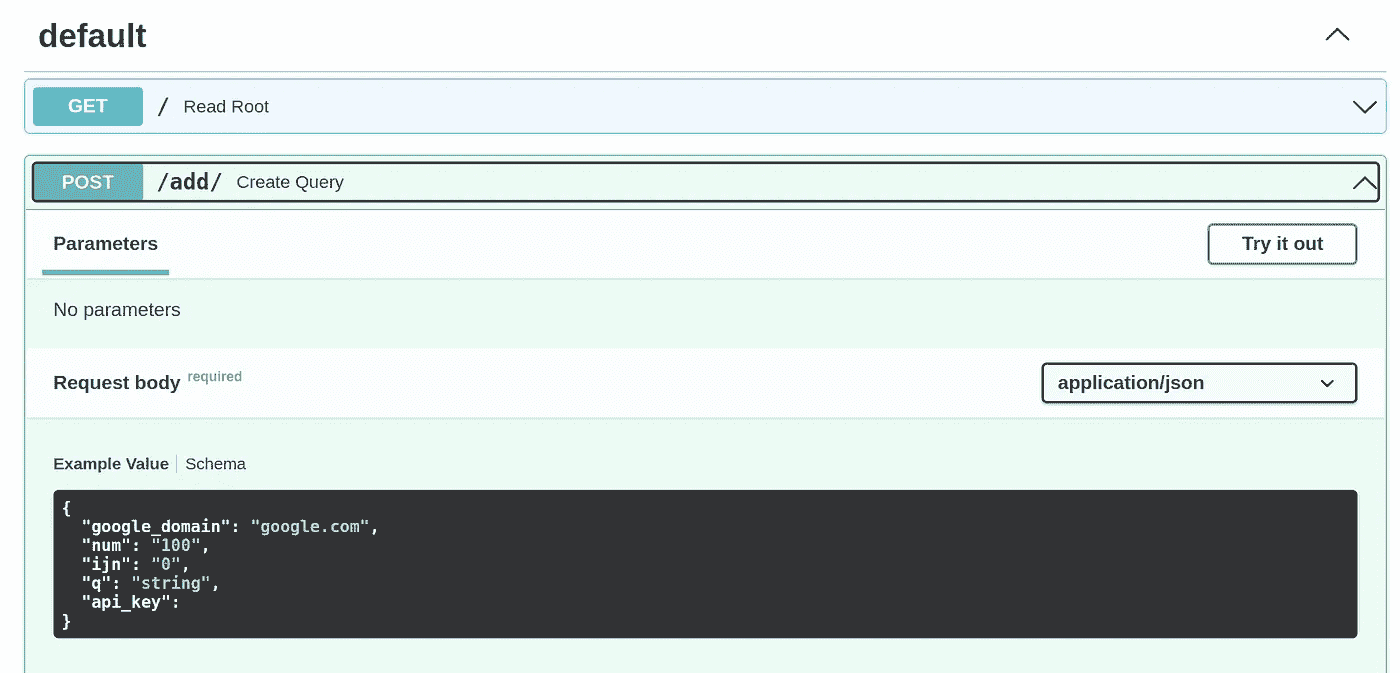 default
GET / Read Root
POST /add/ Create Query
Parameters
Try it out
No parameters
Request body required
application/json
Example Value Schema
{
  "google_domain": "google.com",
  "num": "100",
  "ijn": "0",
  "q": "string",
  "api_key":
}